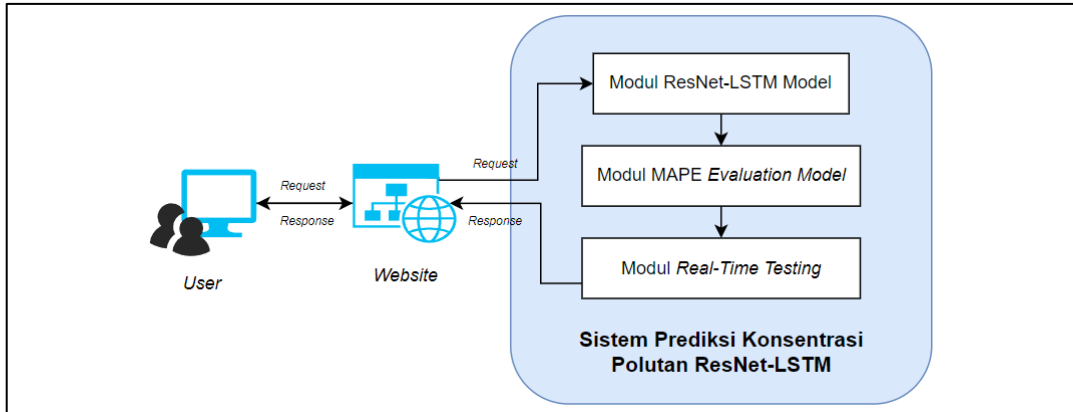 Modul ResNet-LSTM Model
Request
Modul MAPE Evaluation Model
Request
Response
Response
User
Website
Modul Real-Time Testing
Sistem Prediksi Konsentrasi
Polutan ResNet-LSTM